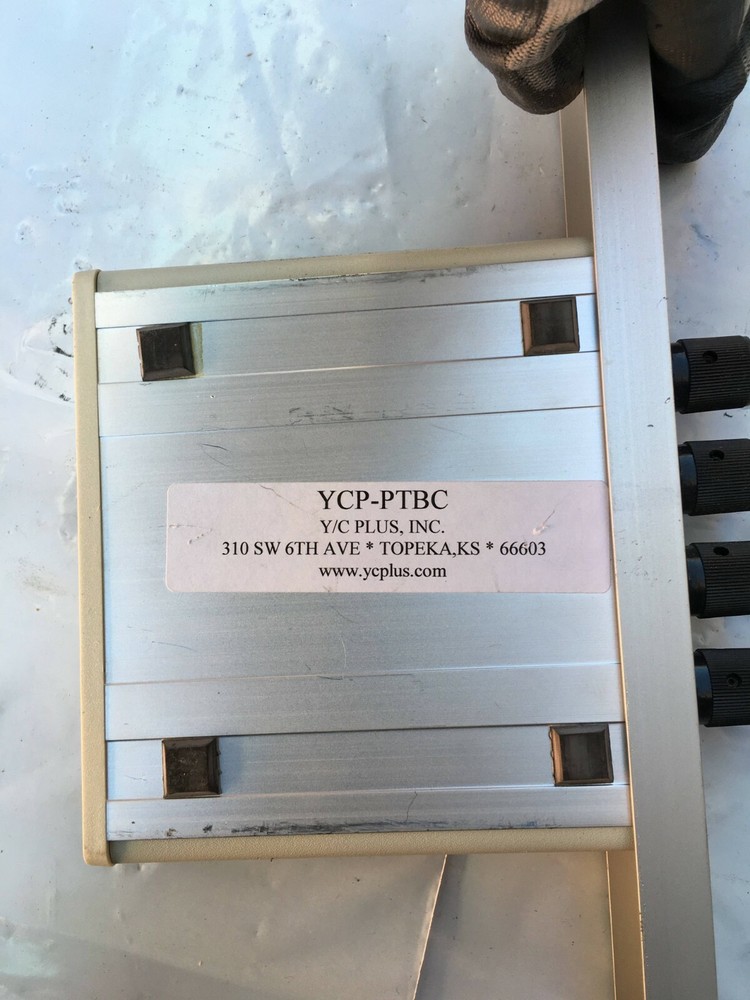 YCP-PTBC
Y/C PLUS, INC.
310 SW 6TH AVE * TOPEKA,KS * 66603
www.ycplus.com